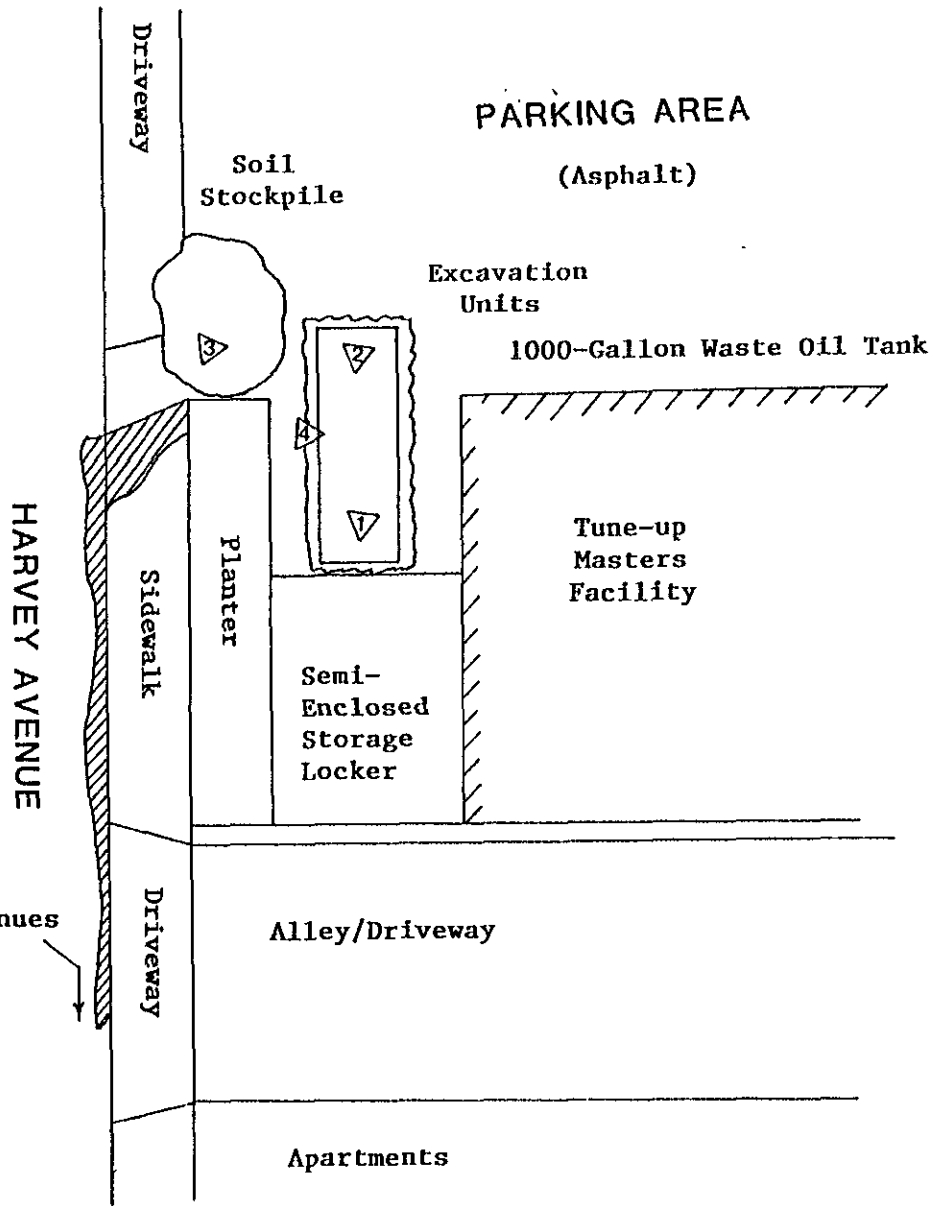 Driveway
PARKING AREA
(Asphalt)
Soil
Stockpile
Excavation
Units
1000-Gallon Waste Oil Tank
3
2
4
1
HARVEY AVENUE
Sidewalk
Planter
Tune-up
Masters
Facility
Semi-
Enclosed
Storage
Locker
nues
Driveway
Alley/Driveway
Apartments